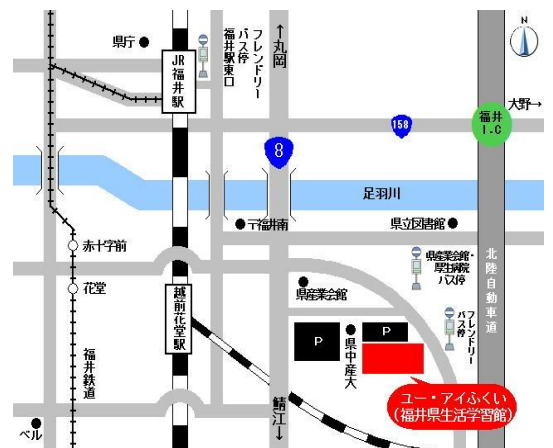 県庁
JR福井駅
フレンドリー
バス停
福井駅東口
↑丸岡
N
大野→
福井
I.C
158
8
足羽川
〒福井南
県立図書館
赤十字前
県産業会館・
厚生病院
バス停
北陸自動車道
花堂
越前花堂駅
県産業会館
フレンドリー
バス停
P
県中産大
P
福井鉄道
ユー・アイふくい
(福井県生活学習館)
鯖江↓
ベル